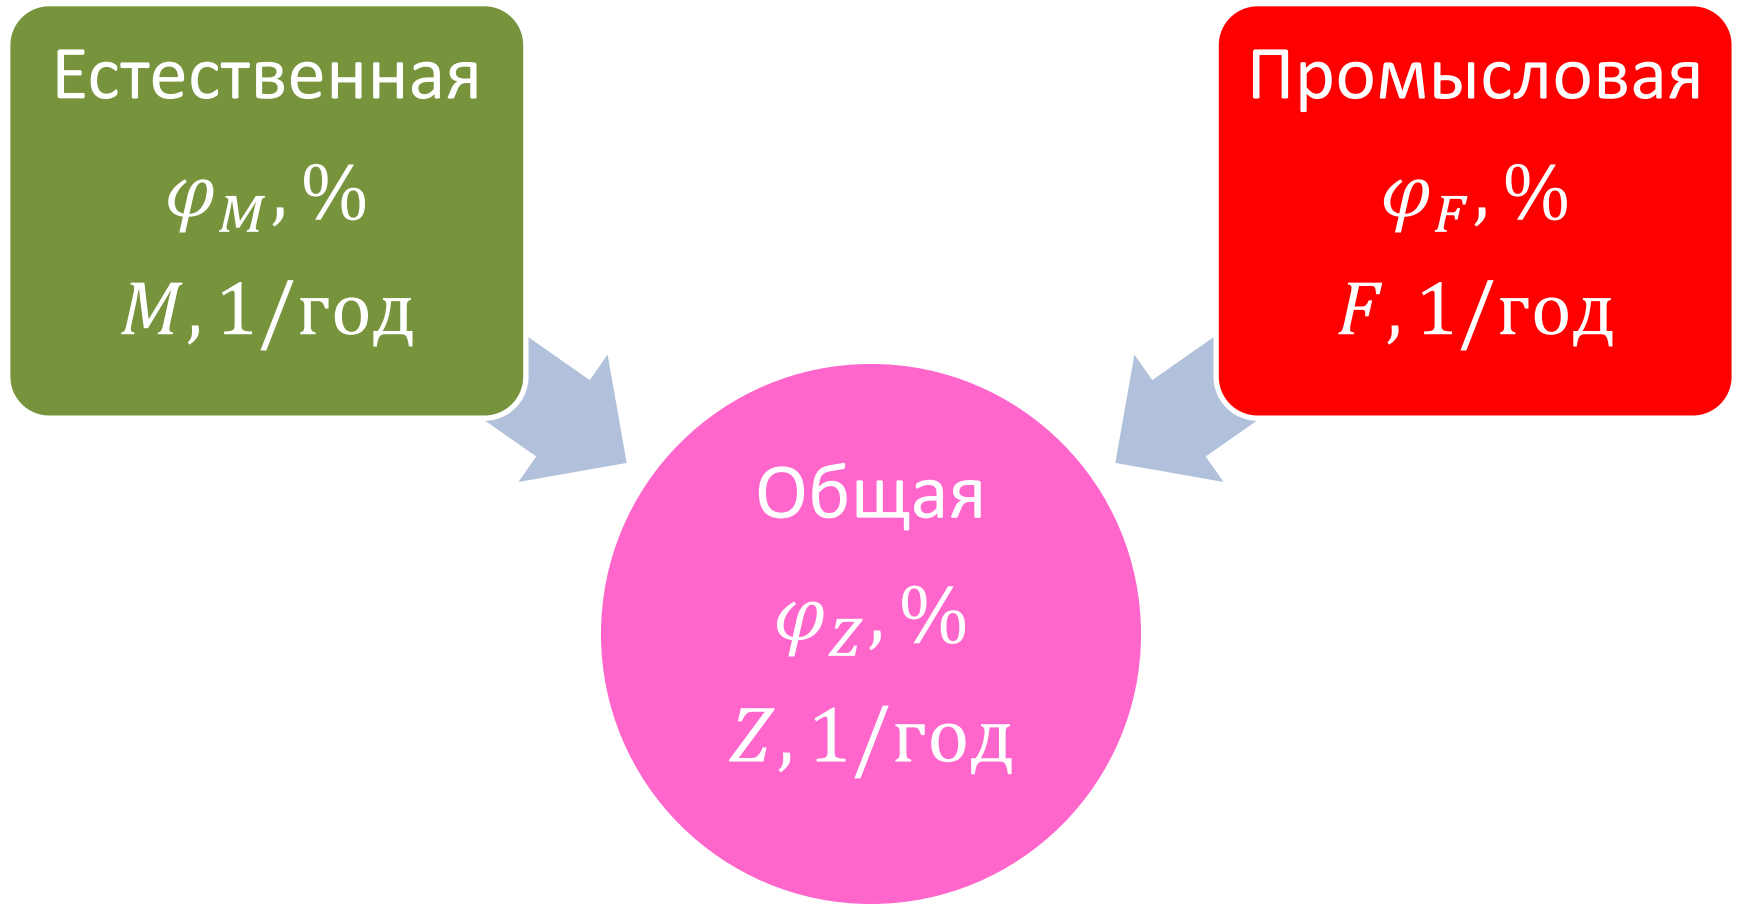 Естественная
φ_M, %
M, 1/год
Промысловая
φ_F, %
F, 1/год
Общая
φ_Z, %
Z, 1/год